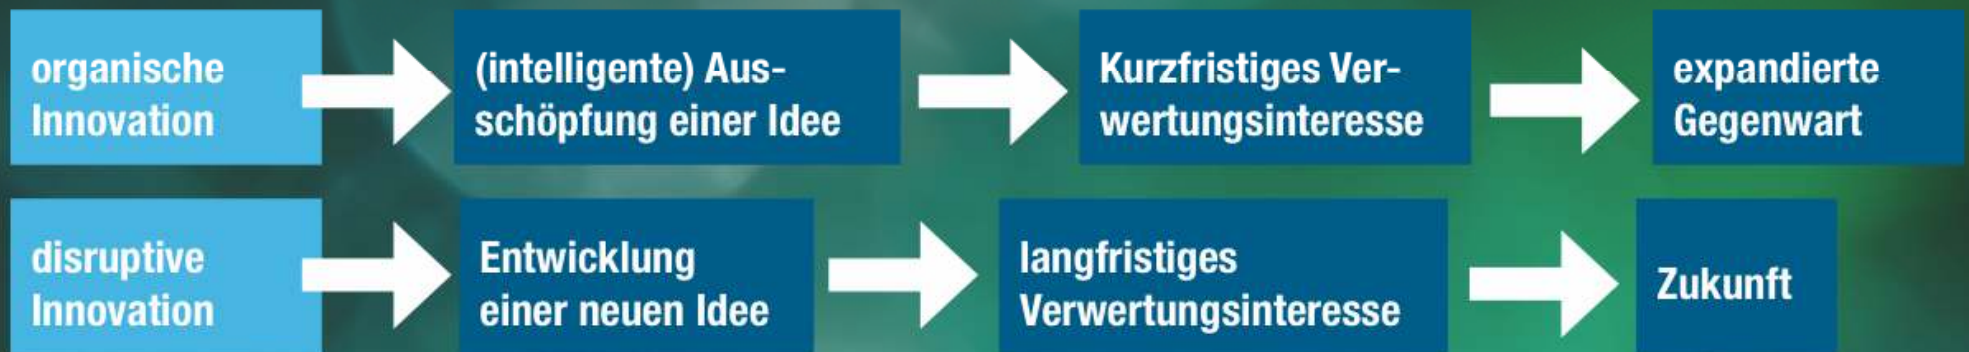 organische
Innovation
(intelligente) Aus-
schöpfung einer Idee
Kurzfristiges Ver-
wertungsinteresse
expandierte
Gegenwart
disruptive
Innovation
Entwicklung
einer neuen Idee
langfristiges
Verwertungsinteresse
Zukunft